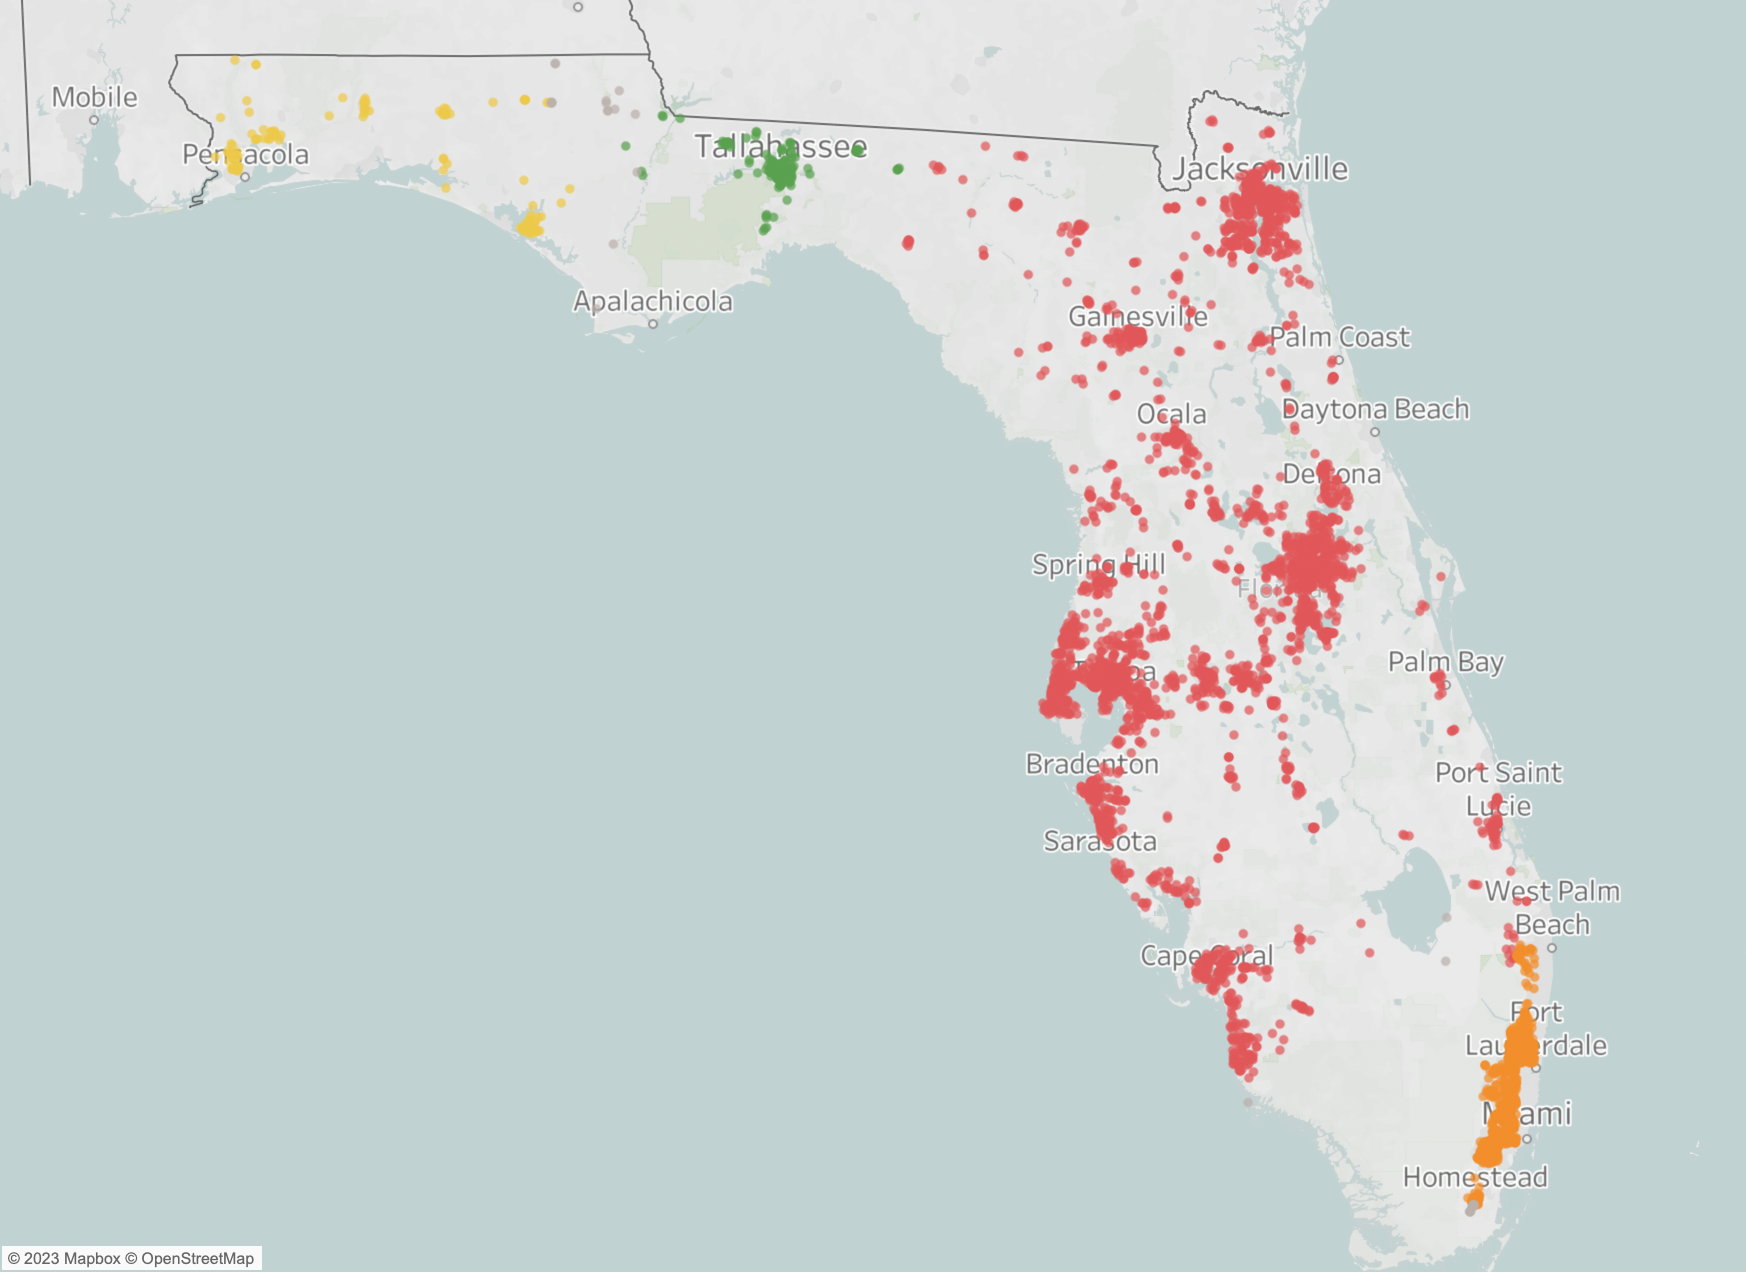 Mobile
Pensacola
Tallahassee
Jacksonville
Apalachicola
Gainesville
Palm Coast
Ocala
Daytona Beach
Deltona
Spring Hill
Florida
Tampa
Palm Bay
Bradenton
Port Saint
Lucie
Sarasota
West Palm
Beach
Cape Coral
Fort
Lauderdale
Miami
Homestead
© 2023 Mapbox © OpenStreetMap